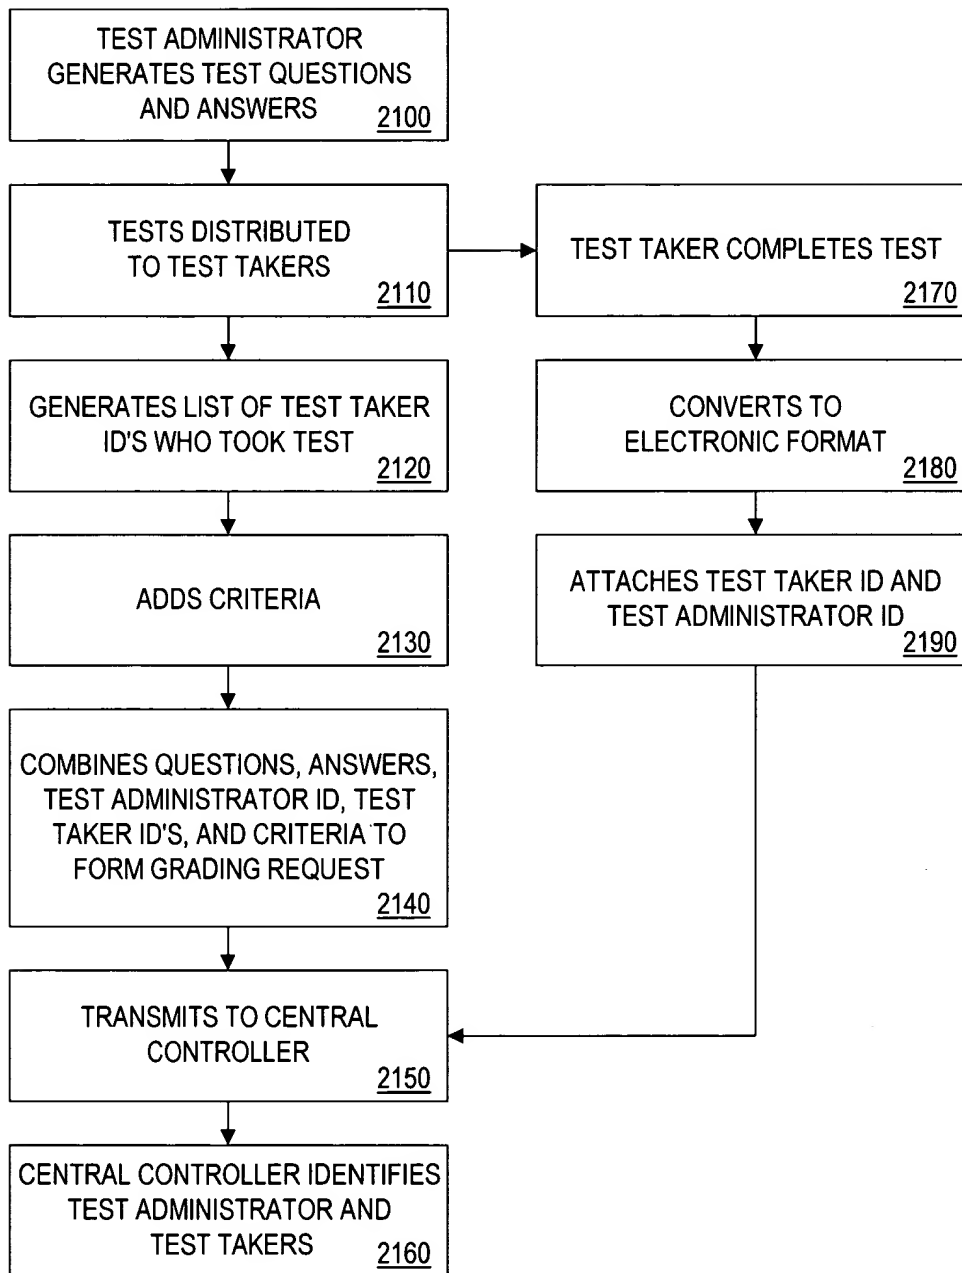 TEST ADMINISTRATOR
GENERATES TEST QUESTIONS
AND ANSWERS
2100
TESTS DISTRIBUTED
TO TEST TAKERS
2110
TEST TAKER COMPLETES TEST
2170
GENERATES LIST OF TEST TAKER
ID'S WHO TOOK TEST
2120
CONVERTS TO
ELECTRONIC FORMAT
2180
ADDS CRITERIA
2130
ATTACHES TEST TAKER ID AND
TEST ADMINISTRATOR ID
2190
COMBINES QUESTIONS, ANSWERS,
TEST ADMINISTRATOR ID, TEST
TAKER ID'S, AND CRITERIA TO
FORM GRADING REQUEST
2140
TRANSMITS TO CENTRAL
CONTROLLER
2150
CENTRAL CONTROLLER IDENTIFIES
TEST ADMINISTRATOR AND
TEST TAKERS
2160